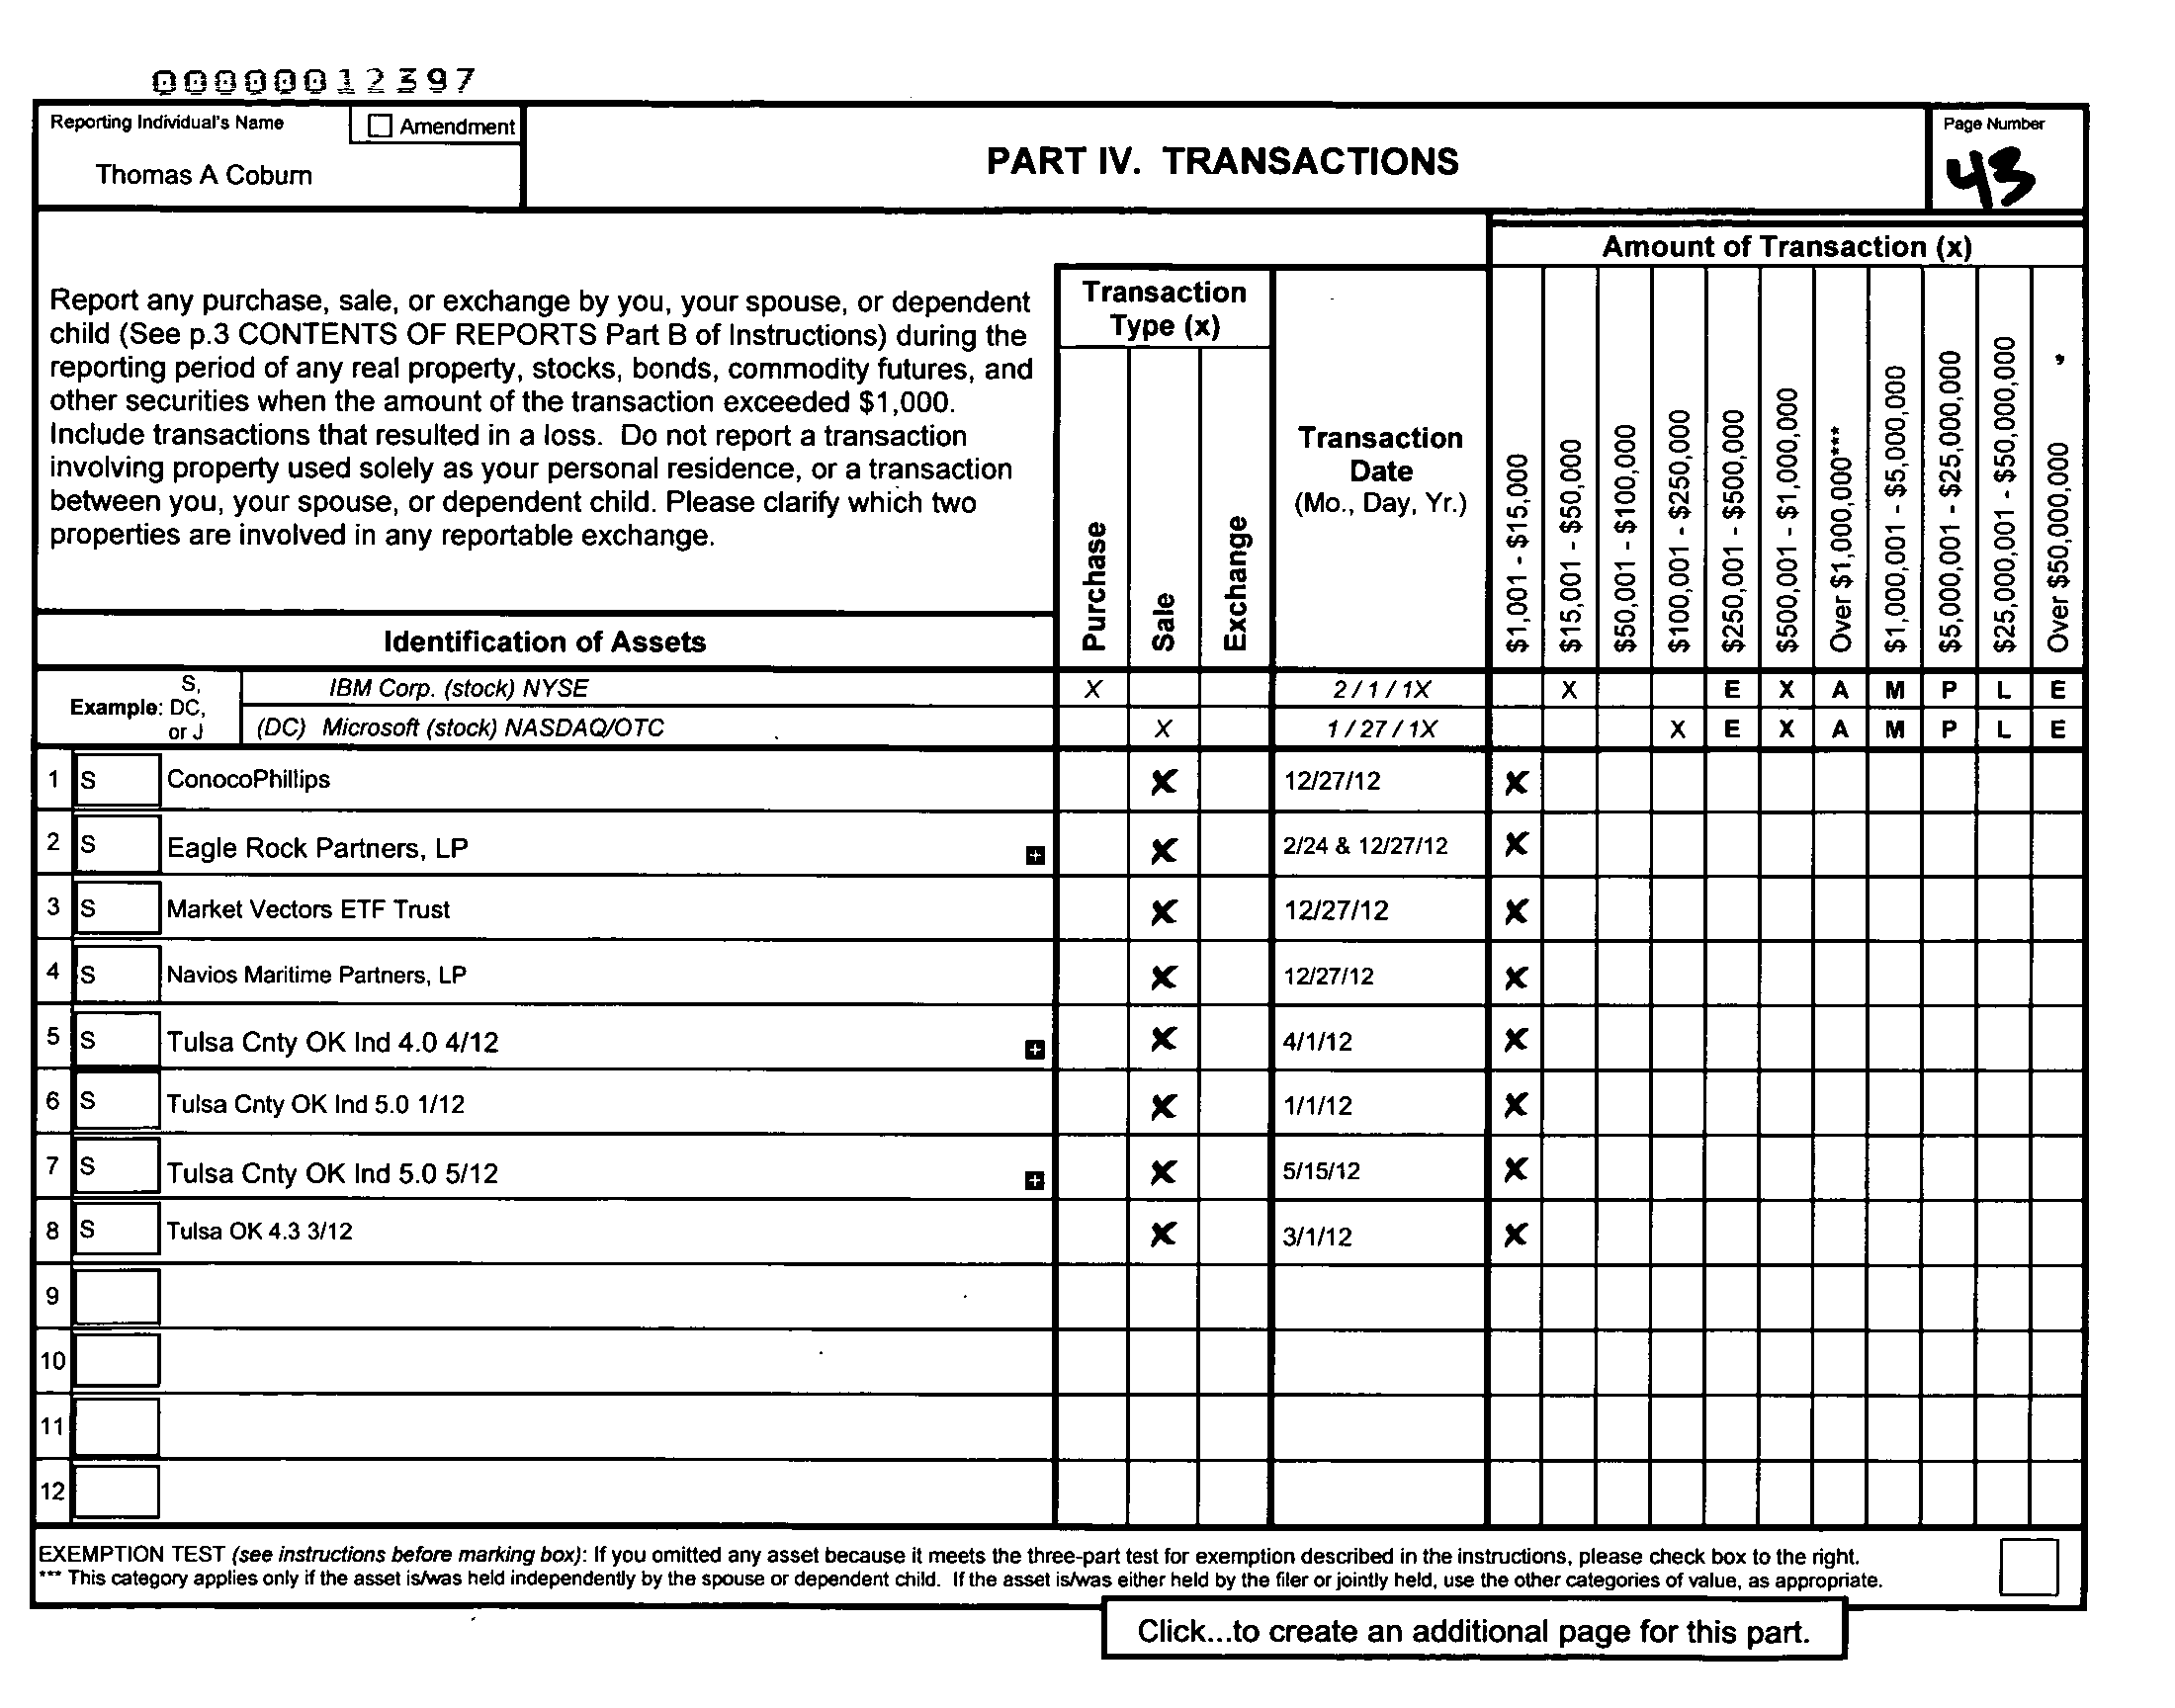 00000012397
Reporting Individual's Name
☐ Amendment
Thomas A Coburn
PART IV. TRANSACTIONS
Page Number
43
Amount of Transaction (x)
Report any purchase, sale, or exchange by you, your spouse, or dependent
child (See p.3 CONTENTS OF REPORTS Part B of Instructions) during the
reporting period of any real property, stocks, bonds, commodity futures, and
other securities when the amount of the transaction exceeded $1,000.
Include transactions that resulted in a loss. Do not report a transaction
involving property used solely as your personal residence, or a transaction
between you, your spouse, or dependent child. Please clarify which two
properties are involved in any reportable exchange.
Transaction
Type (x)
Purchase
Sale
Exchange
Transaction
Date
(Mo., Day, Yr.)
$1,001 - $15,000
$15,001 - $50,000
$50,001 - $100,000
$100,001 - $250,000
$250,001 - $500,000
$500,001 - $1,000,000
Over $1,000,000***
$1,000,001 - $5,000,000
$5,000,001 - $25,000,000
$25,000,001 - $50,000,000
Over $50,000,000
Identification of Assets
Example: S, DC, or J
IBM Corp. (stock) NYSE X 2 / 1 / 1X X E X A M P L E
(DC) Microsoft (stock) NASDAQ/OTC X 1 / 27 / 1X X E X A M P L E
1 S ConocoPhillips X 12/27/12 X
2 S Eagle Rock Partners, LP + X 2/24 & 12/27/12 X
3 S Market Vectors ETF Trust X 12/27/12 X
4 S Navios Maritime Partners, LP X 12/27/12 X
5 S Tulsa Cnty OK Ind 4.0 4/12 + X 4/1/12 X
6 S Tulsa Cnty OK Ind 5.0 1/12 X 1/1/12 X
7 S Tulsa Cnty OK Ind 5.0 5/12 + X 5/15/12 X
8 S Tulsa OK 4.3 3/12 X 3/1/12 X
9
10
11
12
EXEMPTION TEST (see instructions before marking box): If you omitted any asset because it meets the three-part test for exemption described in the instructions, please check box to the right.
*** This category applies only if the asset is/was held independently by the spouse or dependent child. If the asset is/was either held by the filer or jointly held, use the other categories of value, as appropriate.
Click...to create an additional page for this part.